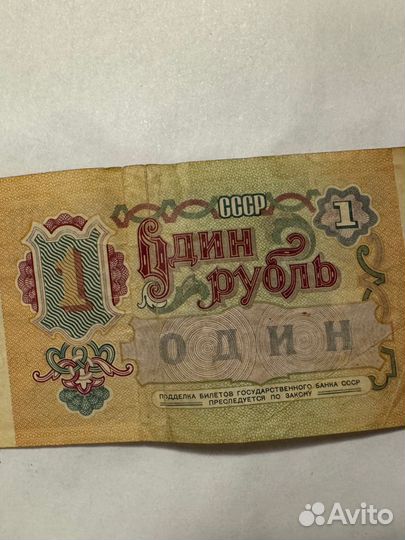 СССР
1
1
Один
рубль
ОДИН
ПОДДЕЛКА БИЛЕТОВ ГОСУДАРСТВЕННОГО БАНКА СССР
ПРЕСЛЕДУЕТСЯ ПО ЗАКОНУ
Avito